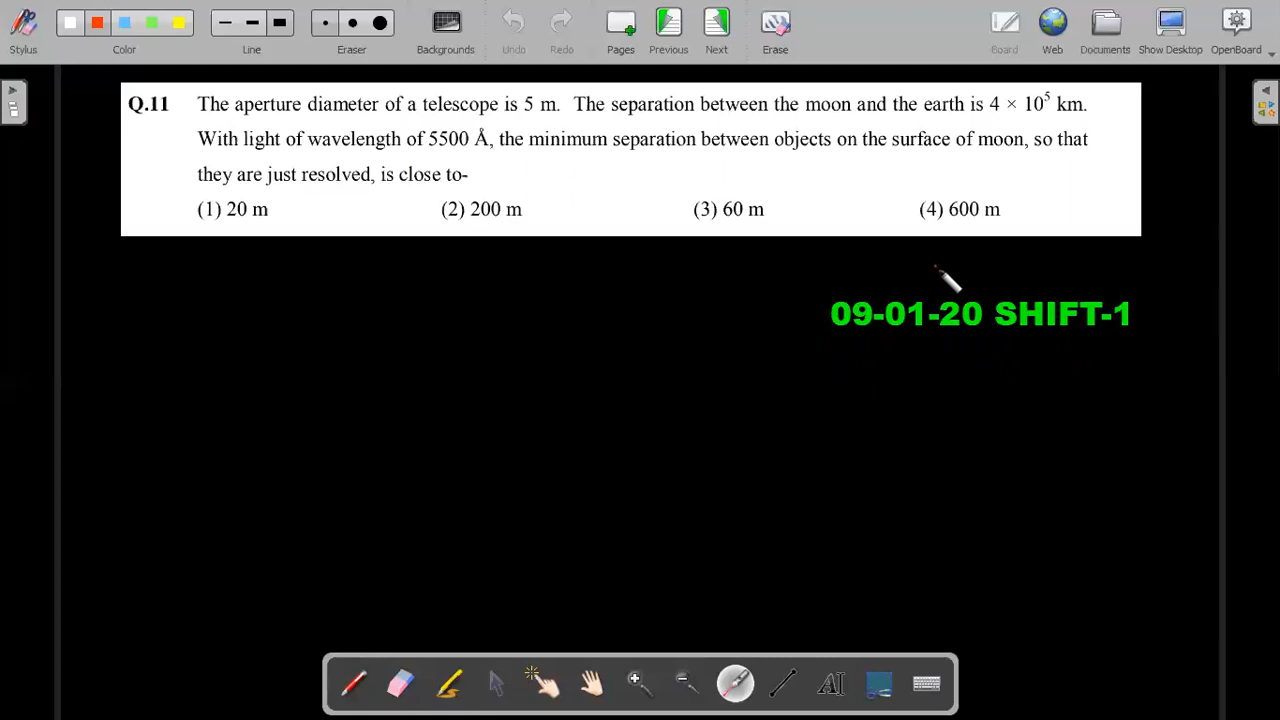 Stylus Color Line Eraser Backgrounds Undo Redo Pages Previous Next Erase Board Web Documents Show Desktop OpenBoard
Q.11 The aperture diameter of a telescope is 5 m. The separation between the moon and the earth is 4 × 10⁵ km.
With light of wavelength of 5500 Å, the minimum separation between objects on the surface of moon, so that
they are just resolved, is close to-
(1) 20 m (2) 200 m (3) 60 m (4) 600 m
09-01-20 SHIFT-1